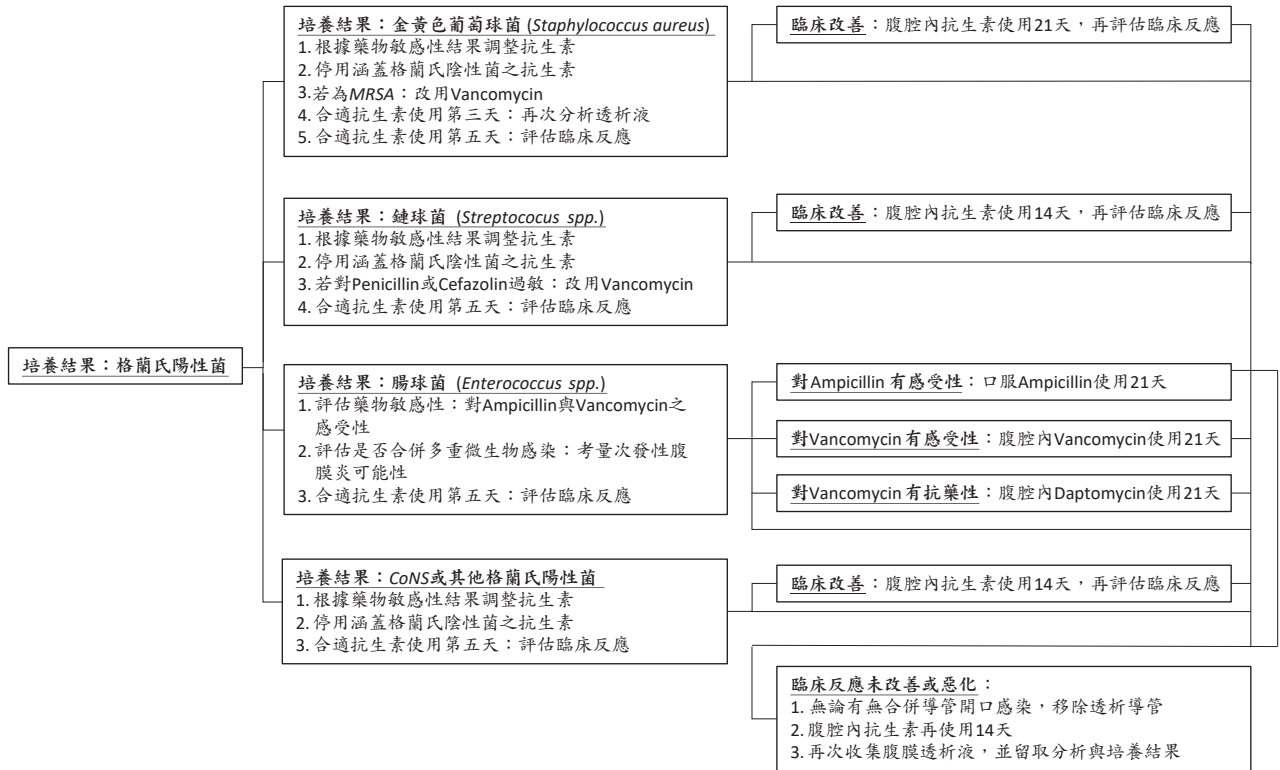 培養結果：金黃色葡萄球菌 (Staphylococcus aureus)
1. 根據藥物敏感性結果調整抗生素
2. 停用涵蓋格蘭氏陰性菌之抗生素
3.若為MRSA：改用Vancomycin
4. 合適抗生素使用第三天：再次分析透析液
5. 合適抗生素使用第五天：評估臨床反應
臨床改善：腹腔內抗生素使用21天，再評估臨床反應
培養結果：鏈球菌 (Streptococus spp.)
1. 根據藥物敏感性結果調整抗生素
2. 停用涵蓋格蘭氏陰性菌之抗生素
3. 若對Penicillin或Cefazolin過敏：改用Vancomycin
4. 合適抗生素使用第五天：評估臨床反應
臨床改善：腹腔內抗生素使用14天，再評估臨床反應
培養結果：格蘭氏陽性菌
培養結果：腸球菌 (Enterococcus spp.)
1. 評估藥物敏感性：對Ampicillin與Vancomycin之
感受性
2. 評估是否合併多重微生物感染：考量次發性腹
膜炎可能性
3. 合適抗生素使用第五天：評估臨床反應
對Ampicillin 有感受性：口服Ampicillin使用21天
對Vancomycin 有感受性：腹腔內Vancomycin使用21天
對Vancomycin 有抗藥性：腹腔內Daptomycin使用21天
培養結果：CoNS或其他格蘭氏陽性菌
1. 根據藥物敏感性結果調整抗生素
2. 停用涵蓋格蘭氏陰性菌之抗生素
3. 合適抗生素使用第五天：評估臨床反應
臨床改善：腹腔內抗生素使用14天，再評估臨床反應
臨床反應未改善或惡化：
1. 無論有無合併導管開口感染，移除透析導管
2. 腹腔內抗生素再使用14天
3. 再次收集腹膜透析液，並留取分析與培養結果